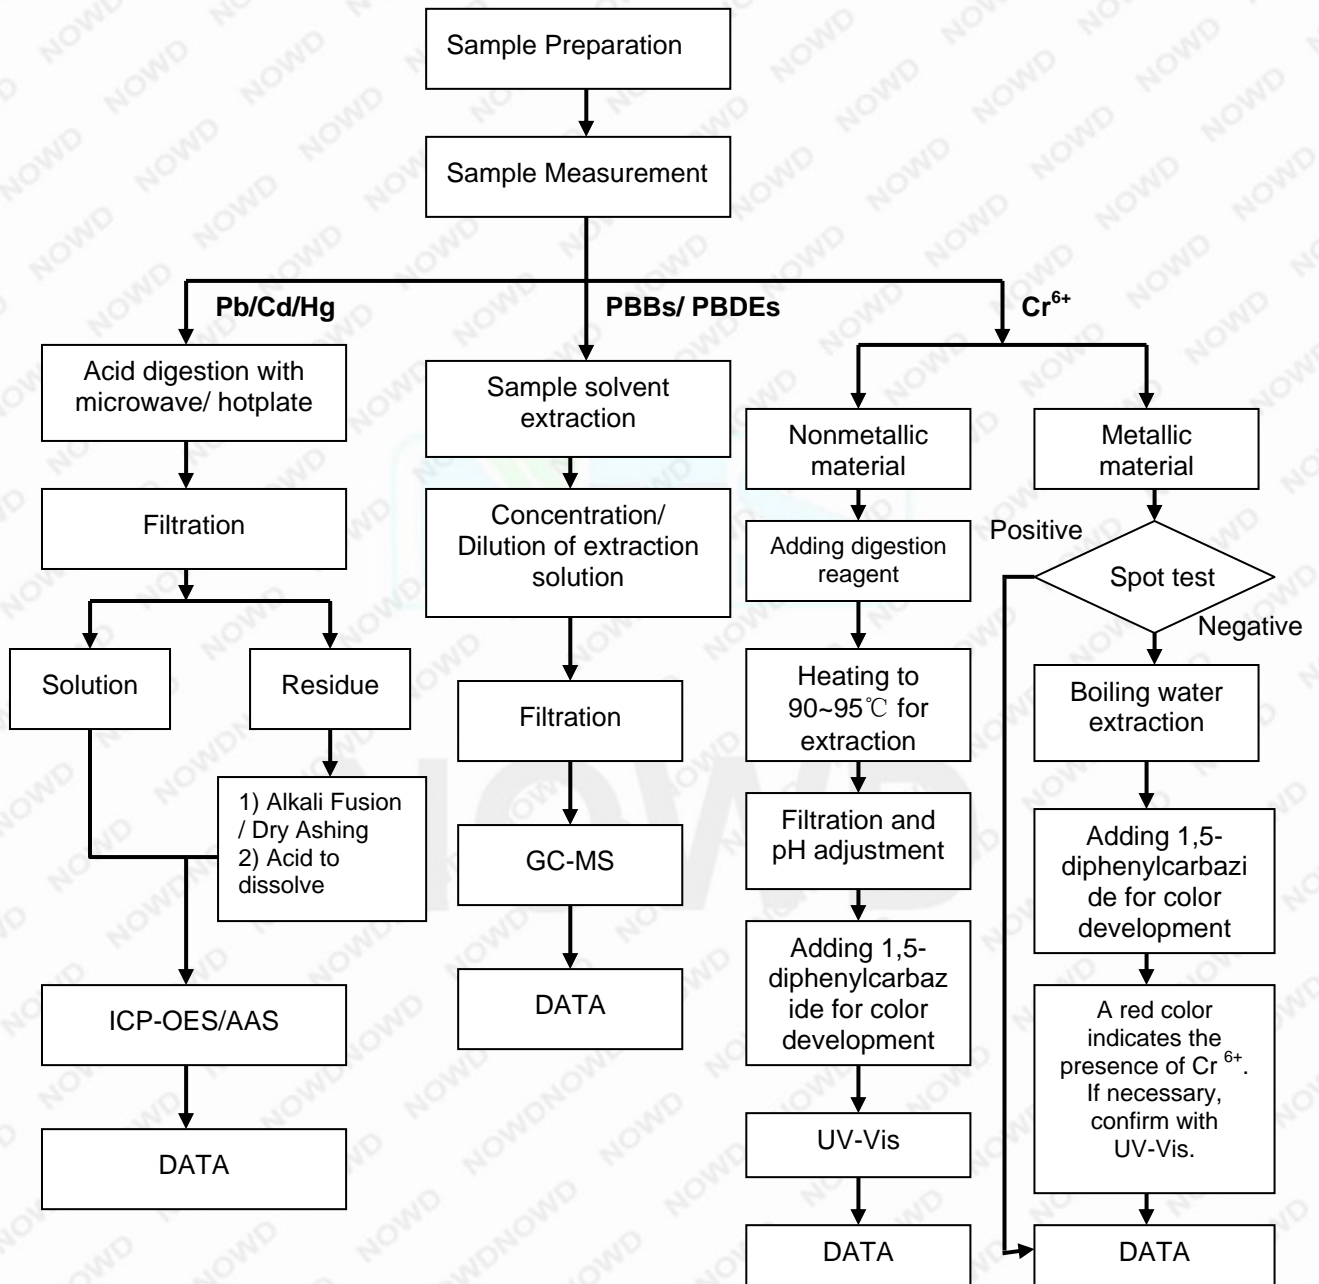 Sample Preparation
Sample Measurement
Pb/Cd/Hg
PBBs/ PBDEs
Cr⁶⁺
Acid digestion with
microwave/ hotplate
Filtration
Solution
Residue
1) Alkali Fusion
/ Dry Ashing
2) Acid to
dissolve
ICP-OES/AAS
DATA
Sample solvent
extraction
Concentration/
Dilution of extraction
solution
Filtration
GC-MS
DATA
Nonmetallic
material
Adding digestion
reagent
Heating to
90~95℃ for
extraction
Filtration and
pH adjustment
Adding 1,5-
diphenylcarbaz
ide for color
development
UV-Vis
DATA
Metallic
material
Positive
Spot test
Negative
Boiling water
extraction
Adding 1,5-
diphenylcarbazi
de for color
development
A red color
indicates the
presence of Cr ⁶⁺.
If necessary,
confirm with
UV-Vis.
DATA
NOWD